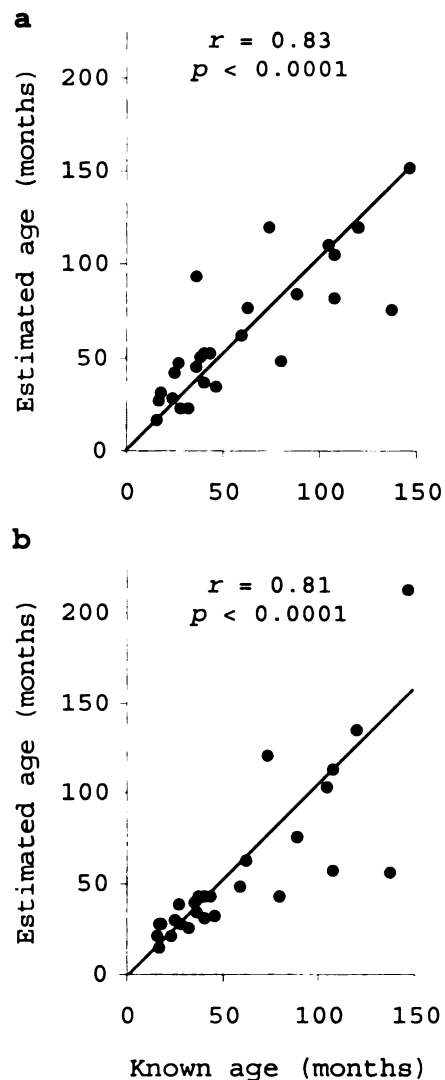 a
r = 0.83
p < 0.0001
Estimated age (months)
200
150
100
50
0
0 50 100 150
b
r = 0.81
p < 0.0001
Estimated age (months)
200
150
100
50
0
0 50 100 150
Known age (months)